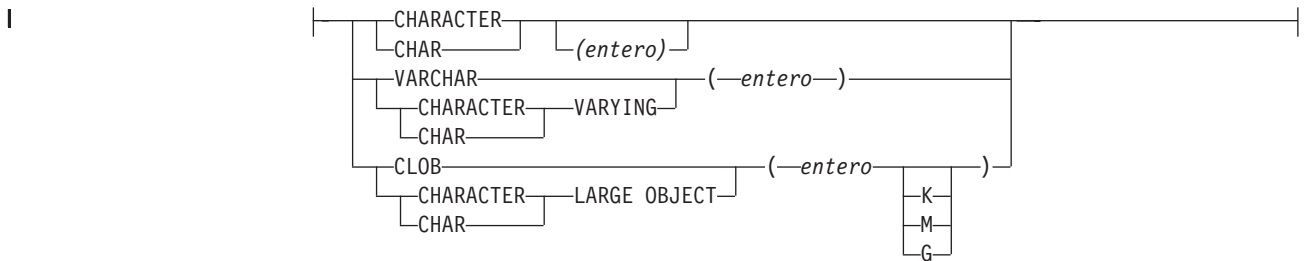 CHARACTER
CHAR (entero)
VARCHAR ( entero )
CHARACTER VARYING
CHAR
CLOB ( entero )
CHARACTER LARGE OBJECT K
CHAR M
G